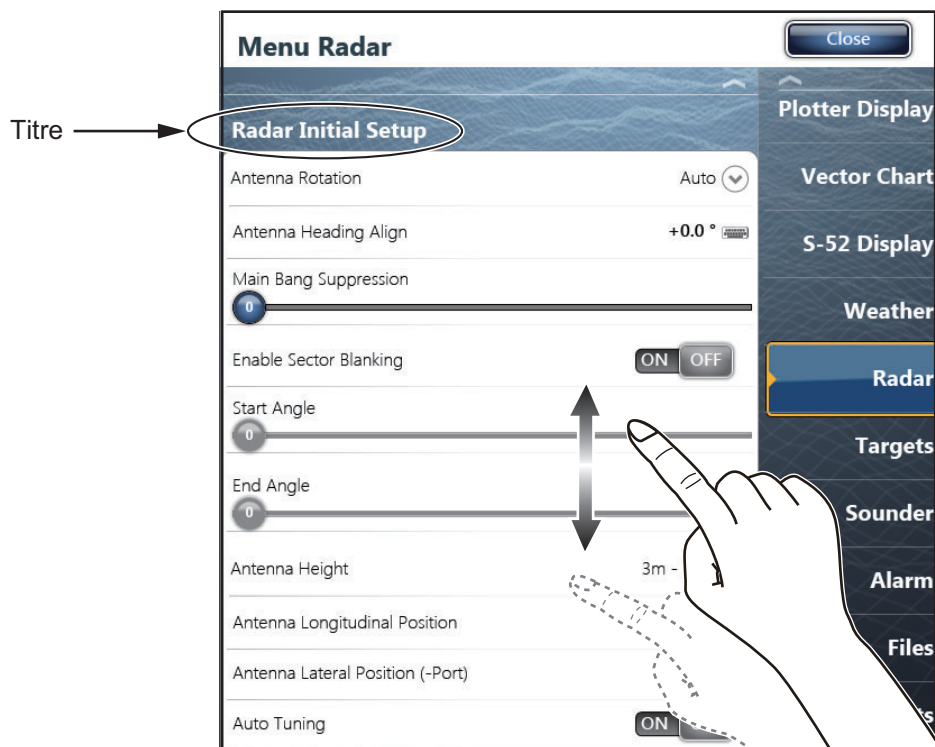 Menu Radar
Close
Titre
Radar Initial Setup
Antenna Rotation
Auto
Antenna Heading Align
+0.0 °
Main Bang Suppression
0
Enable Sector Blanking
ON OFF
Start Angle
0
End Angle
0
Antenna Height
3m -
Antenna Longitudinal Position
Antenna Lateral Position (-Port)
Auto Tuning
ON
Plotter Display
Vector Chart
S-52 Display
Weather
Radar
Targets
Sounder
Alarm
Files